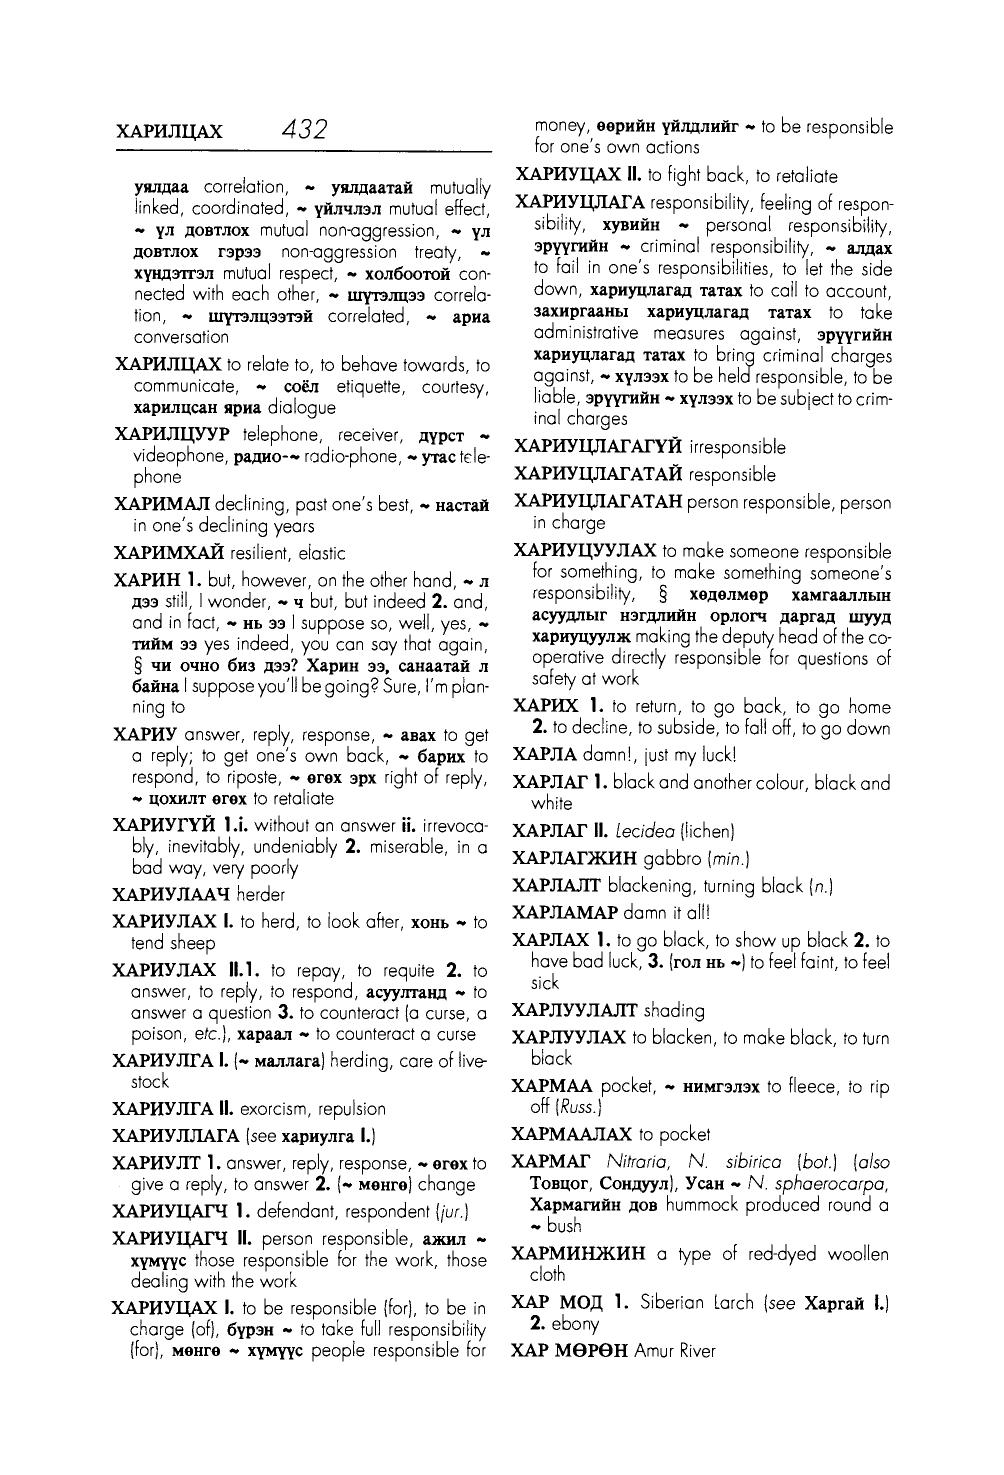 ХАРИЛЦАХ 432
уялдаа correlation, ~ уялдаатай mutually
linked, coordinated, ~ үйлчлэл mutual effect,
~ үл довтлох mutual non-aggression, ~ үл
довтлох гэрээ non-aggression treaty, ~
хүндэтгэл mutual respect, ~ холбоотой con-
nected with each other, ~ шүтэлцээ correla-
tion, ~ шүтэлцээтэй correlated, ~ ариа
conversation
ХАРИЛЦАХ to relate to, to behave towards, to
communicate, ~ соёл etiquette, courtesy,
харилцсан яриа dialogue
ХАРИЛЦУУР telephone, receiver, дүрст ~
videophone, радио-~ radio-phone, ~ утас tele-
phone
ХАРИМАЛ declining, past one's best, ~ настай
in one's declining years
ХАРИМХАЙ resilient, elastic
ХАРИН 1. but, however, on the other hand, ~ л
дээ still, I wonder, ~ ч but, but indeed 2. and,
and in fact, ~ нь ээ I suppose so, well, yes, ~
тийм ээ yes indeed, you can say that again,
§ чи очно биз дээ? Харин ээ, санаатай л
байна I suppose you'll be going? Sure, I'm plan-
ning to
ХАРИУ answer, reply, response, ~ авах to get
a reply; to get one's own back, ~ барих to
respond, to riposte, ~ өгөх эрх right of reply,
~ цохилт өгөх to retaliate
ХАРИУГҮЙ 1.i. without an answer ii. irrevoca-
bly, inevitably, undeniably 2. miserable, in a
bad way, very poorly
ХАРИУЛААЧ herder
ХАРИУЛАХ I. to herd, to look after, хонь ~ to
tend sheep
ХАРИУЛАХ II.1. to repay, to requite 2. to
answer, to reply, to respond, асуултанд ~ to
answer a question 3. to counteract (a curse, a
poison, etc.), хараал ~ to counteract a curse
ХАРИУЛГА I. (~ маллага) herding, care of live-
stock
ХАРИУЛГА II. exorcism, repulsion
ХАРИУЛЛАГА (see хариулга I.)
ХАРИУЛТ 1. answer, reply, response, ~ өгөх to
give a reply, to answer 2. (~ мөнгө) change
ХАРИУЦАГЧ 1. defendant, respondent (jur.)
ХАРИУЦАГЧ II. person responsible, ажил ~
хүмүүс those responsible for the work, those
dealing with the work
ХАРИУЦАХ I. to be responsible (for), to be in
charge (of), бүрэн ~ to take full responsibility
(for), мөнгө ~ хүмүүс people responsible for
money, өөрийн үйлдлийг ~ to be responsible
for one's own actions
ХАРИУЦАХ II. to fight back, to retaliate
ХАРИУЦЛАГА responsibility, feeling of respon-
sibility, хувийн ~ personal responsibility,
эрүүгийн ~ criminal responsibility, ~ алдах
to fail in one's responsibilities, to let the side
down, хариуцлагад татах to call to account,
захиргааны хариуцлагад татах to take
administrative measures against, эрүүгийн
хариуцлагад татах to bring criminal charges
against, ~ хүлээх to be held responsible, to be
liable, эрүүгийн ~ хүлээх to be subject to crim-
inal charges
ХАРИУЦЛАГАГҮЙ irresponsible
ХАРИУЦЛАГАТАЙ responsible
ХАРИУЦЛАГАТАН person responsible, person
in charge
ХАРИУЦУУЛАХ to make someone responsible
for something, to make something someone's
responsibility, § хөдөлмөр хамгааллын
асуудлыг нэгдлийн орлогч даргад шууд
хариуцуулж making the deputy head of the co-
operative directly responsible for questions of
safety at work
ХАРИХ 1. to return, to go back, to go home
2. to decline, to subside, to fall off, to go down
ХАРЛА damn!, just my luck!
ХАРЛАГ 1. black and another colour, black and
white
ХАРЛАГ II. Lecidea (lichen)
ХАРЛАГЖИН gabbro (min.)
ХАРЛАЛТ blackening, turning black (n.)
ХАРЛАМАР damn it all!
ХАРЛАХ 1. to go black, to show up black 2. to
have bad luck, 3. (гол нь ~) to feel faint, to feel
sick
ХАРЛУУЛАЛТ shading
ХАРЛУУЛАХ to blacken, to make black, to turn
black
ХАРМАА pocket, ~ нимгэлэх to fleece, to rip
off (Russ.)
ХАРМААЛАХ to pocket
ХАРМАГ Nitraria, N. sibirica (bot.) (also
Товцог, Сондуул), Усан ~ N. sphaerocarpa,
Хармагийн дов hummock produced round a
~ bush
ХАРМИНЖИН a type of red-dyed woollen
cloth
ХАР МОД 1. Siberian Larch (see Харгай I.)
2. ebony
ХАР МӨРӨН Amur River